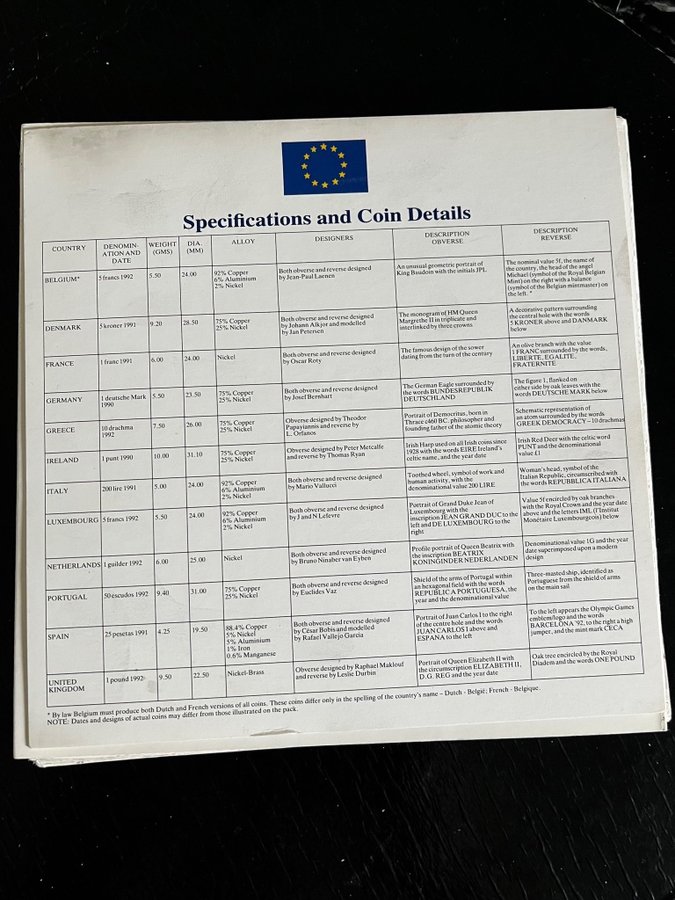 Specifications and Coin Details
COUNTRY
DENOMIN-
ATION AND
DATE
WEIGHT
(GMS)
DIA.
(MM)
ALLOY
DESIGNERS
DESCRIPTION
OBVERSE
DESCRIPTION
REVERSE
BELGIUM*
5 francs 1992
5.50
24.00
92% Copper
6% Aluminium
2% Nickel
Both obverse and reverse designed
by Jean-Paul Laenen
An unusual geometric portrait of
King Baudoin with the initials JPL
The nominal value 5f, the name of
the country, the head of the angel
Michael (symbol of the Royal Belgian
Mint) on the right with a balance
(symbol of the Belgian mintmaster) on
the left. *
DENMARK
5 kroner 1991
9.20
28.50
75% Copper
25% Nickel
Both obverse and reverse designed
by Johann Alkjor and modelled
by Jan Petersen
The monogram of HM Queen
Margrethe II in triplicate and
interlinked by three crowns
A decorative pattern surrounding
the central hole with the words
5 KRONER above and DANMARK
below
FRANCE
1 franc 1991
6.00
24.00
Nickel
Both obverse and reverse designed
by Oscar Roty
The famous design of the sower
dating from the turn of the century
An olive branch with the value
1 FRANC surrounded by the words,
LIBERTE, EGALITE,
FRATERNITE
GERMANY
1 deutsche Mark
1990
5.50
23.50
75% Copper
25% Nickel
Both obverse and reverse designed
by Josef Bernhart
The German Eagle surrounded by
the words BUNDESREPUBLIK
DEUTSCHLAND
The figure 1, flanked on
either side by oak leaves with the
words DEUTSCHE MARK below
GREECE
10 drachma
1992
7.50
26.00
75% Copper
25% Nickel
Obverse designed by Theodor
Papayiannis and reverse by
L. Orfanos
Portrait of Democritus, born in
Thrace c460 BC. philosopher and
founding father of the atomic theory
Schematic representation of
an atom surrounded by the words
GREEK DEMOCRACY – 10 drachmas
IRELAND
1 punt 1990
10.00
31.10
75% Copper
25% Nickel
Obverse designed by Peter Metcalfe
and reverse by Thomas Ryan
Irish Harp used on all Irish coins since
1928 with the words EIRE Ireland's
celtic name, and the year date
Irish Red Deer with the celtic word
PUNT and the denominational
value £1
ITALY
200 lire 1991
5.00
24.00
92% Copper
6% Aluminium
2% Nickel
Both obverse and reverse designed
by Mario Vallucci
Toothed wheel, symbol of work and
human activity, with the
denominational value 200 LIRE
Woman's head, symbol of the
Italian Republic, circumscribed with
the words REPUBBLICA ITALIANA
LUXEMBOURG
5 francs 1992
5.50
24.00
92% Copper
6% Aluminium
2% Nickel
Both obverse and reverse designed
by J and N Lefevre
Portrait of Grand Duke Jean of
Luxembourg with the
inscription JEAN GRAND DUC to the
left and DE LUXEMBOURG to the
right
Value 5f encircled by oak branches
with the Royal Crown and the year date
above and the letters IML (l'Institut
Monétaire Luxembourgois) below
NETHERLANDS
1 guilder 1992
6.00
25.00
Nickel
Both obverse and reverse designed
by Bruno Ninaber van Eyben
Profile portrait of Queen Beatrix with
the inscription BEATRIX
KONINGINDER NEDERLANDEN
Denominational value 1G and the year
date superimposed upon a modern
design
PORTUGAL
50 escudos 1992
9.40
31.00
75% Copper
25% Nickel
Both obverse and reverse designed
by Euclides Vaz
Shield of the arms of Portugal within
an hexagonal field with the words
REPUBLICA PORTUGUESA, the
year and the denominational value
Three-masted ship, identified as
Portuguese from the shield of arms
on the main sail
SPAIN
25 pesetas 1991
4.25
19.50
88.4% Copper
5% Nickel
5% Aluminium
1% Iron
0.6% Manganese
Both obverse and reverse designed
by César Bobis and modelled
by Rafael Vallejo Garcia
Portrait of Juan Carlos I to the right
of the centre hole and the words
JUAN CARLOS I above and
ESPANA to the left
To the left appears the Olympic Games
emblem/logo and the words
BARCELONA '92, to the right a high
jumper, and the mint mark CECA
UNITED
KINGDOM
1 pound 1992
9.50
22.50
Nickel-Brass
Obverse designed by Raphael Maklouf
and reverse by Leslie Durbin
Portrait of Queen Elizabeth II with
the circumscription ELIZABETH II,
D.G. REG and the year date
Oak tree encircled by the Royal
Diadem and the words ONE POUND
* By law Belgium must produce both Dutch and French versions of all coins. These coins differ only in the spelling of the country's name – Dutch - België; French - Belgique.
NOTE: Dates and designs of actual coins may differ from those illustrated on the pack.